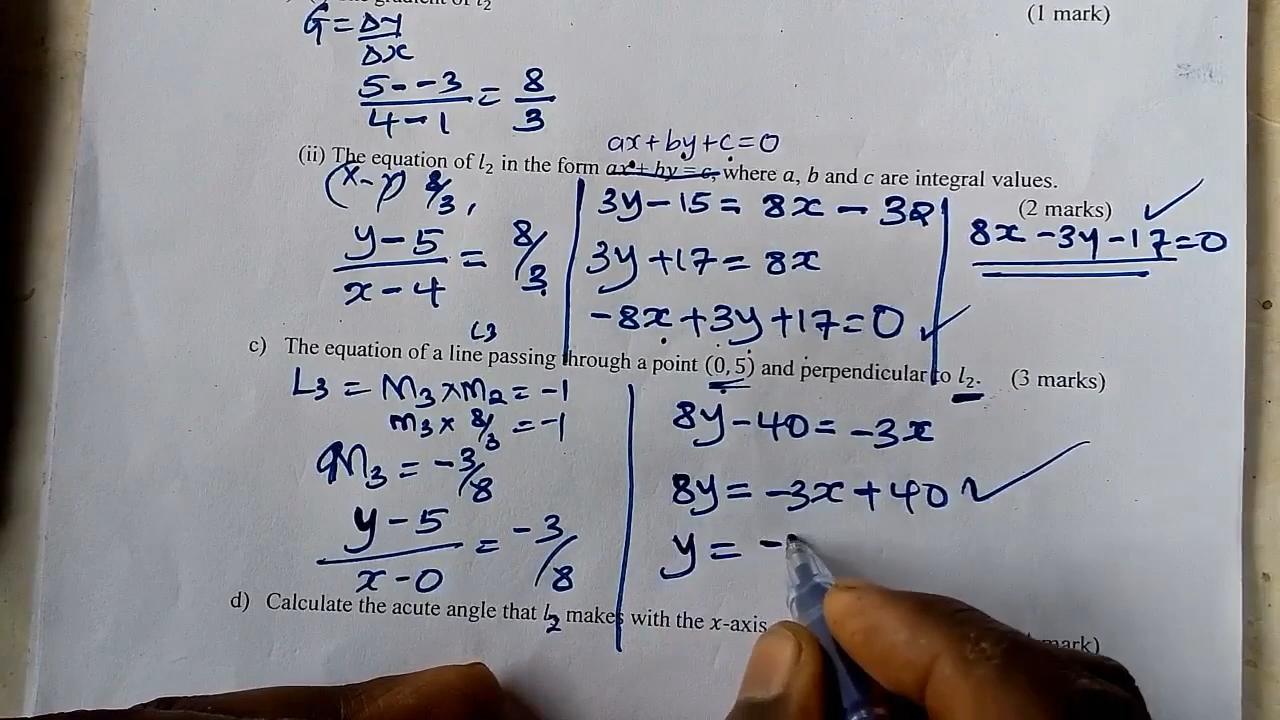 gradient of l2
(1 mark)
G = Δy/Δx
5--3/4-1 = 8/3
ax+by+c=0
(ii) The equation of l2 in the form ax + by = c, where a, b and c are integral values.
(2 marks)
8/3,
y-5/x-4 = 8/3
3y-15 = 8x - 32
3y+17 = 8x
-8x+3y+17=0
8x-3y-17=0
L3
c) The equation of a line passing through a point (0, 5) and perpendicular to l2. (3 marks)
L3 = M3 x M2 = -1
m3 x 8/3 = -1
M3 = -3/8
y-5/x-0 = -3/8
8y-40 = -3x
8y = -3x+40
y = -
d) Calculate the acute angle that l2 makes with the x-axis
mark)